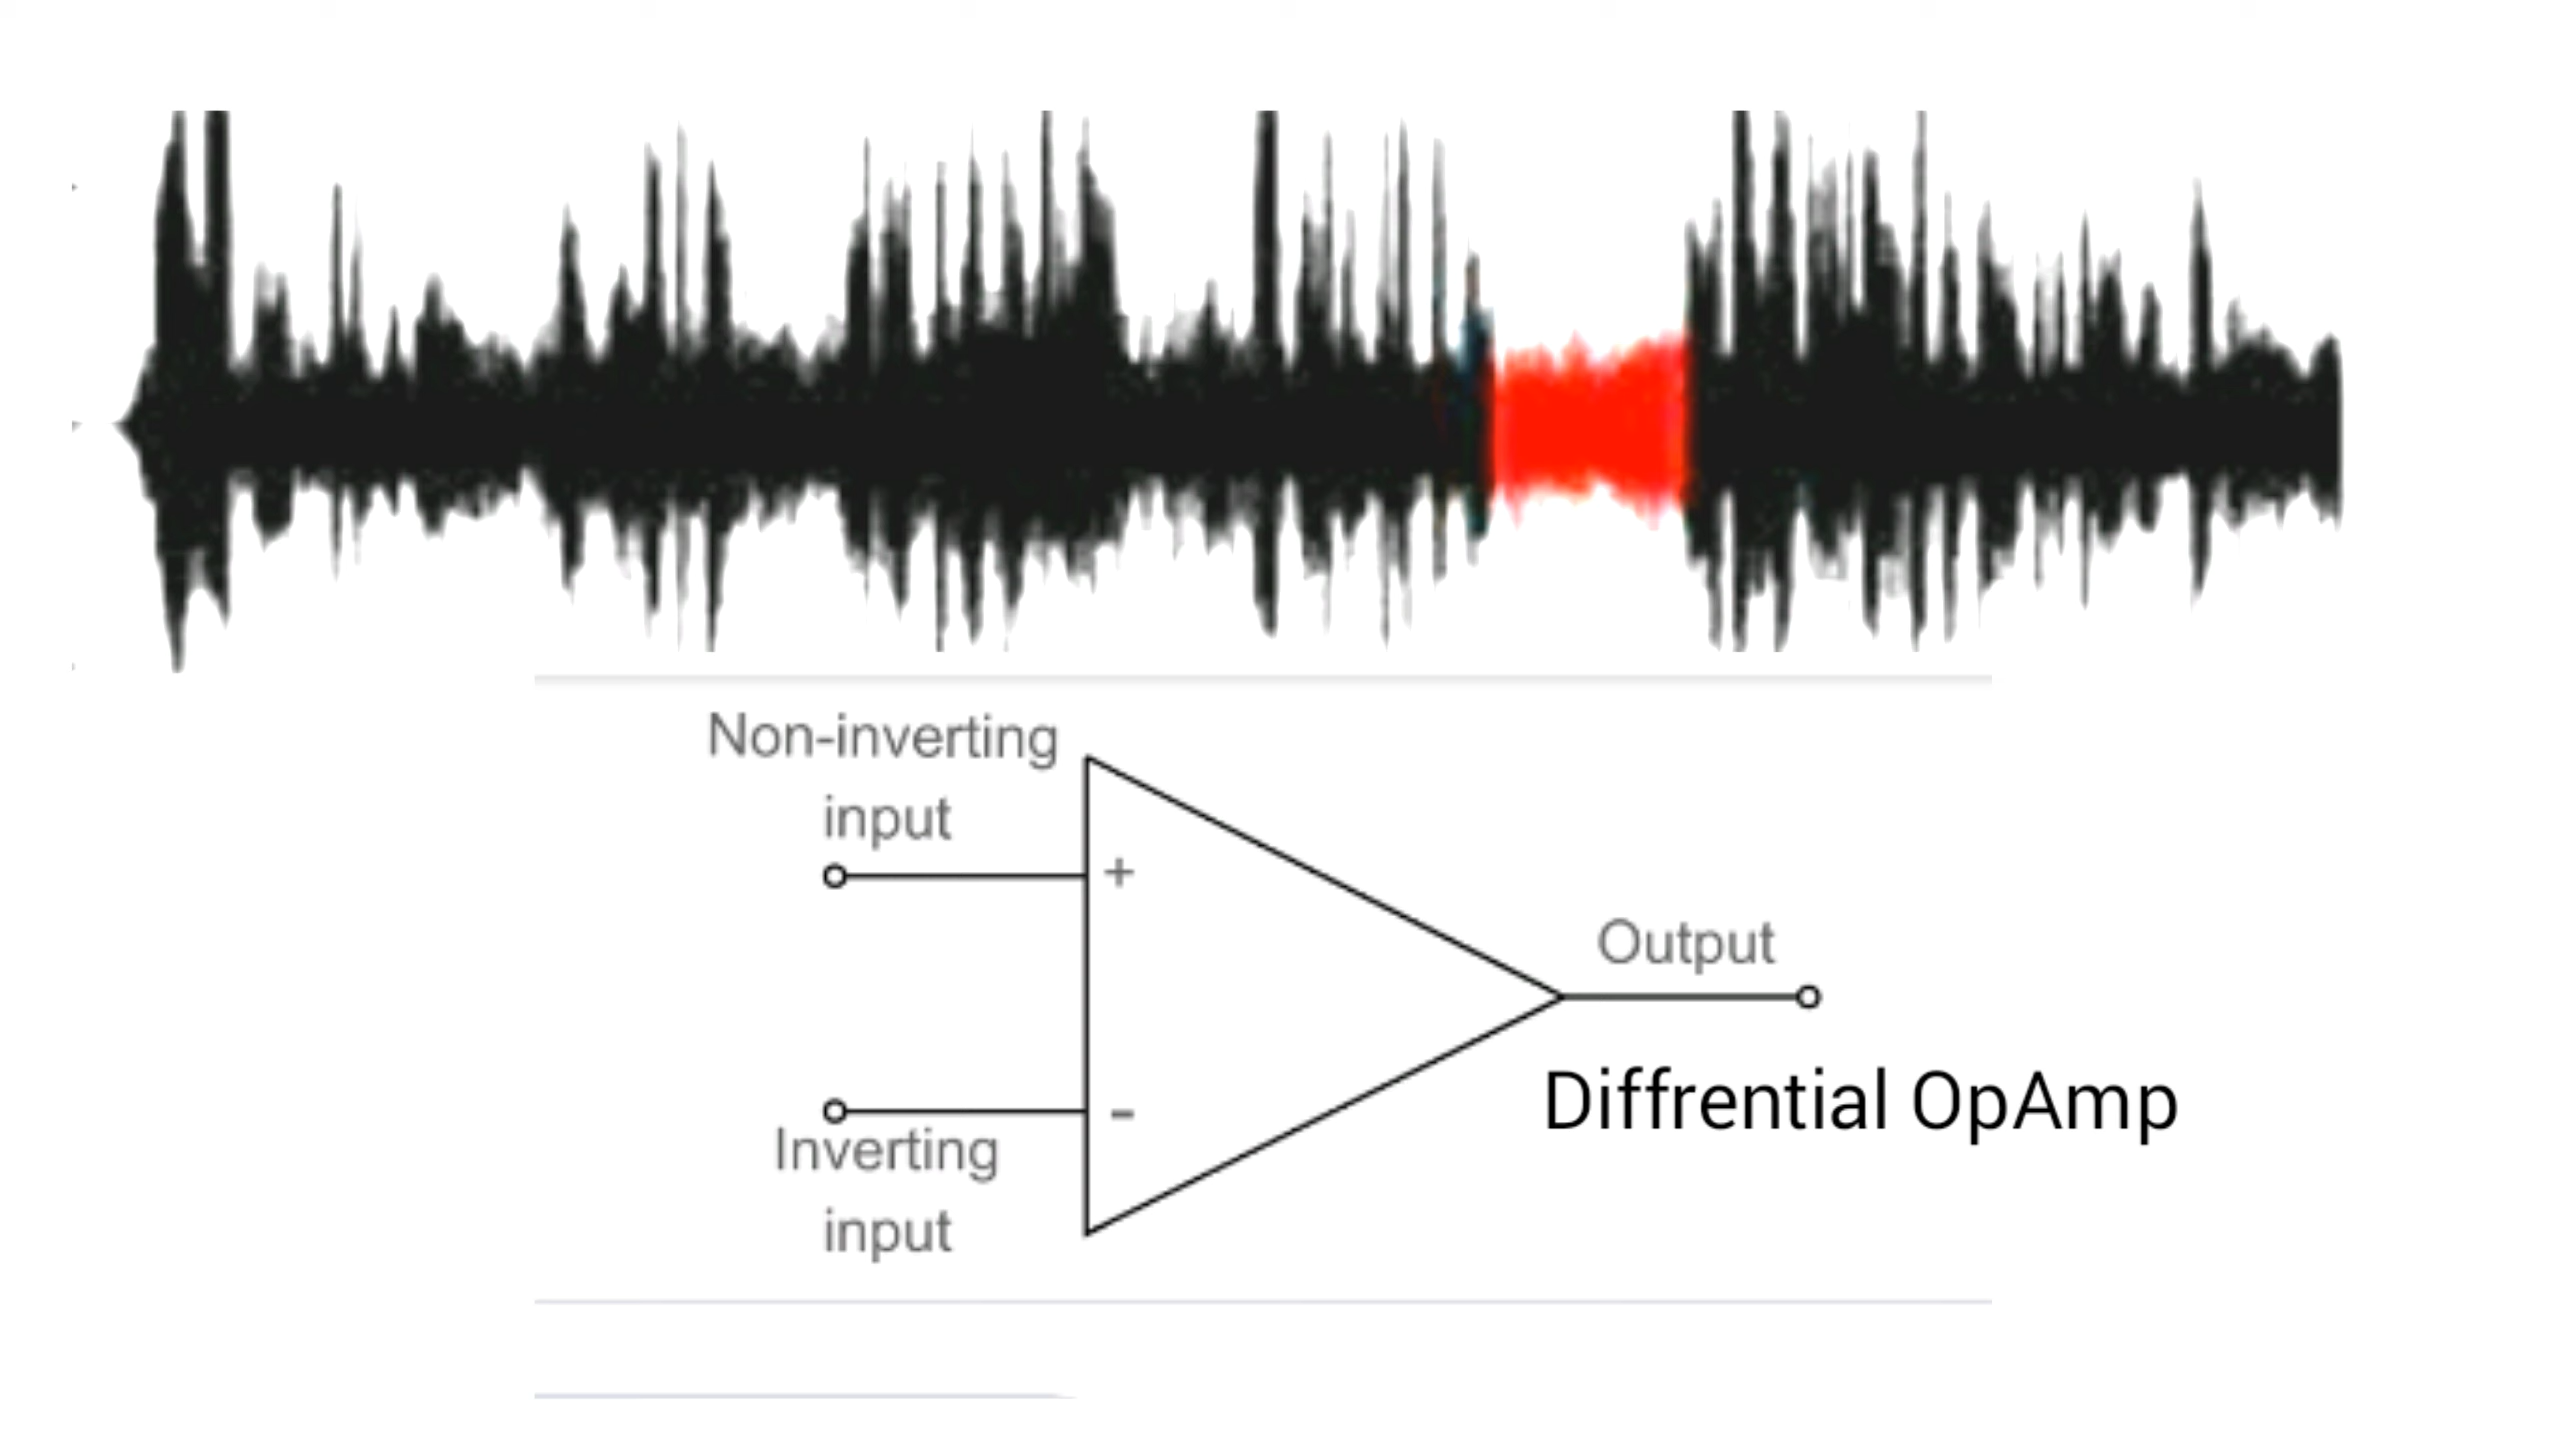 Non-inverting
input
+
Output
Diffrential OpAmp
-
Inverting
input